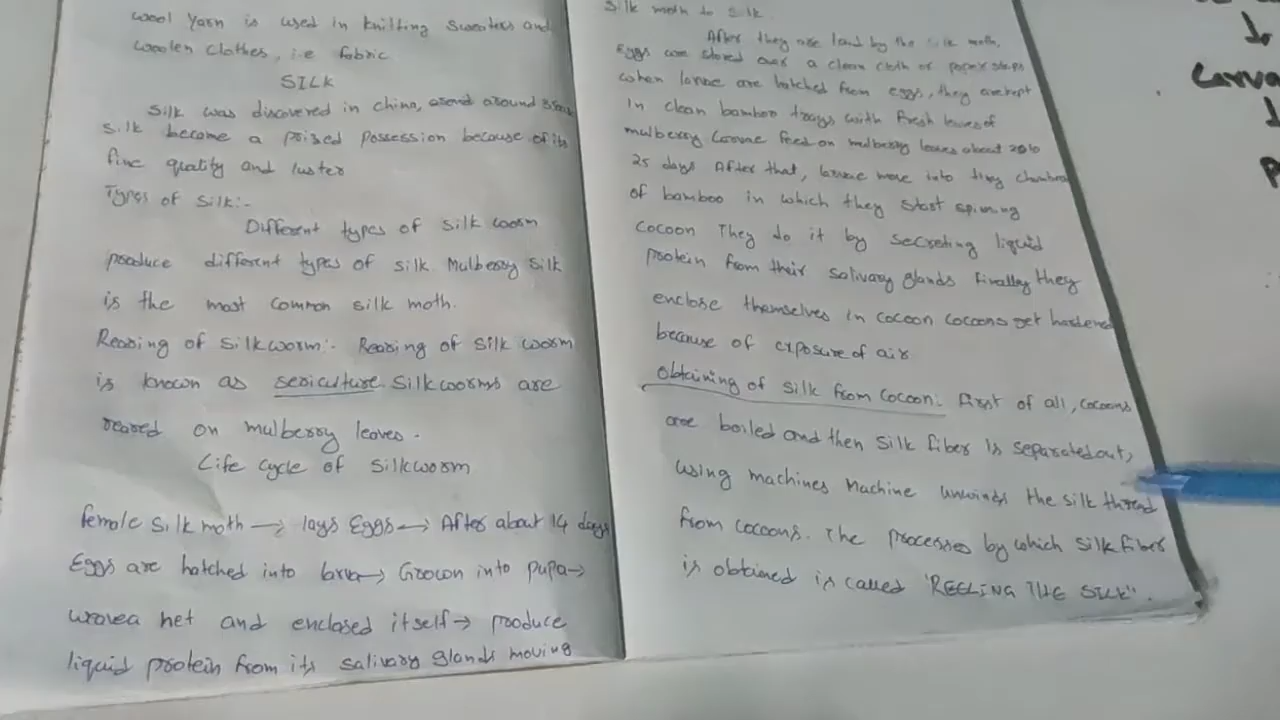 wool yarn is used in knitting sweaters and
woolen clothes, i.e fabric
SILK
Silk was discovered in china, around
silk become a prized possession because of its
fine quality and luster
Types of silk:-
Different types of silk worm
produce different types of silk. Mulberry silk
is the most common silk moth.
Rearing of silkworm:- Rearing of silk worm
is known as sericulture. Silkworms are
reared on mulberry leaves.
Life cycle of silkworm
female silk moth → lays Eggs → After about 14 days
Eggs are hatched into larva → Grown into pupa →
net and enclosed itself → produce
liquid protein from its salivary glands moving
silk moth to silk.
After they are laid by the silk moth,
Eggs are stored over a clean cloth or paper strips
when larvae are hatched from eggs, they are kept
in clean bamboo trays with fresh leaves of
mulberry larvae feed on mulberry leaves about 20 to
25 days After that, larvae move into tiny chambers
of bamboo in which they start spinning
cocoon They do it by secreting liquid
protein from their salivary glands finally they
enclose themselves in cocoon cocoons get hardened
because of exposure of air
obtaining of silk from cocoon:- first of all, cocoons
are boiled and then silk fiber is separated out,
using machines Machine unwinds the silk thread
from cocoons. The processes by which silk fiber
is obtained is called 'REELING THE SILK".
Larva
P